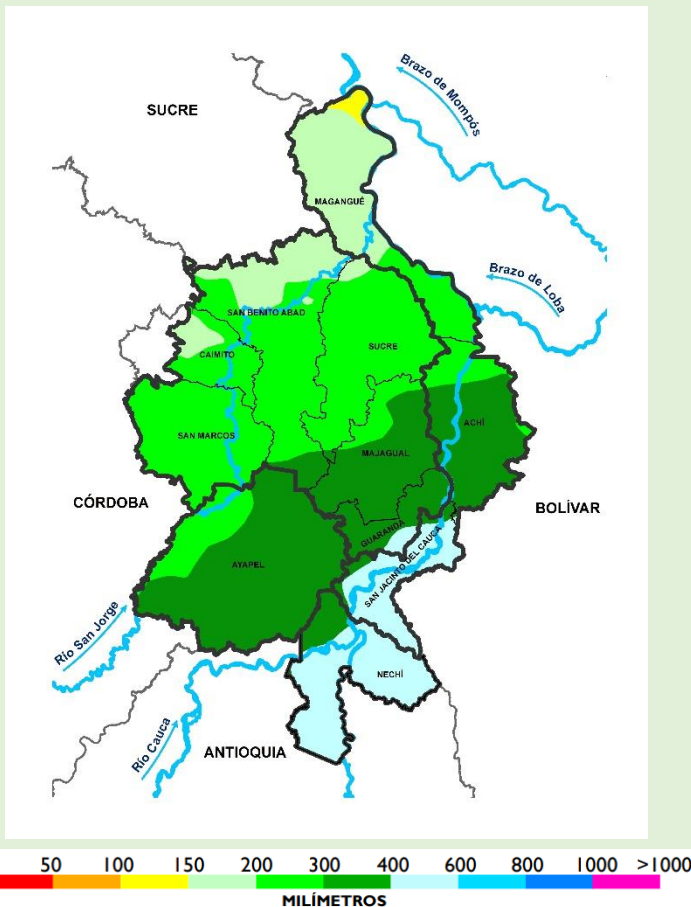 Brazo de Mompós
SUCRE
MAGANGUÉ
Brazo de Loba
SAN BENITO ABAD
CAIMITO
SUCRE
SAN MARCOS
ACHÍ
MAJAGUAL
CÓRDOBA
BOLÍVAR
GUARANDA
AYAPEL
SAN JACINTO DEL CAUCA
Río San Jorge
NECHÍ
Río Cauca
ANTIOQUIA
50 100 150 200 300 400 600 800 1000 >1000
MILÍMETROS